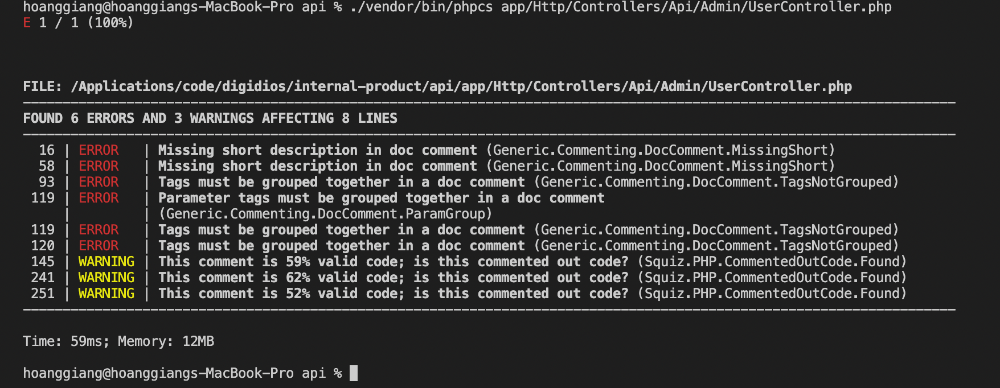 hoanggiang@hoanggiangs-MacBook-Pro api % ./vendor/bin/phpcs app/Http/Controllers/Api/Admin/UserController.php
E 1 / 1 (100%)
FILE: /Applications/code/digidios/internal-product/api/app/Http/Controllers/Api/Admin/UserController.php
FOUND 6 ERRORS AND 3 WARNINGS AFFECTING 8 LINES
16 | ERROR | Missing short description in doc comment (Generic.Commenting.DocComment.MissingShort)
58 | ERROR | Missing short description in doc comment (Generic.Commenting.DocComment.MissingShort)
93 | ERROR | Tags must be grouped together in a doc comment (Generic.Commenting.DocComment.TagsNotGrouped)
119 | ERROR | Parameter tags must be grouped together in a doc comment
| | (Generic.Commenting.DocComment.ParamGroup)
119 | ERROR | Tags must be grouped together in a doc comment (Generic.Commenting.DocComment.TagsNotGrouped)
120 | ERROR | Tags must be grouped together in a doc comment (Generic.Commenting.DocComment.TagsNotGrouped)
145 | WARNING | This comment is 59% valid code; is this commented out code? (Squiz.PHP.CommentedOutCode.Found)
241 | WARNING | This comment is 62% valid code; is this commented out code? (Squiz.PHP.CommentedOutCode.Found)
251 | WARNING | This comment is 52% valid code; is this commented out code? (Squiz.PHP.CommentedOutCode.Found)
Time: 59ms; Memory: 12MB
hoanggiang@hoanggiangs-MacBook-Pro api %